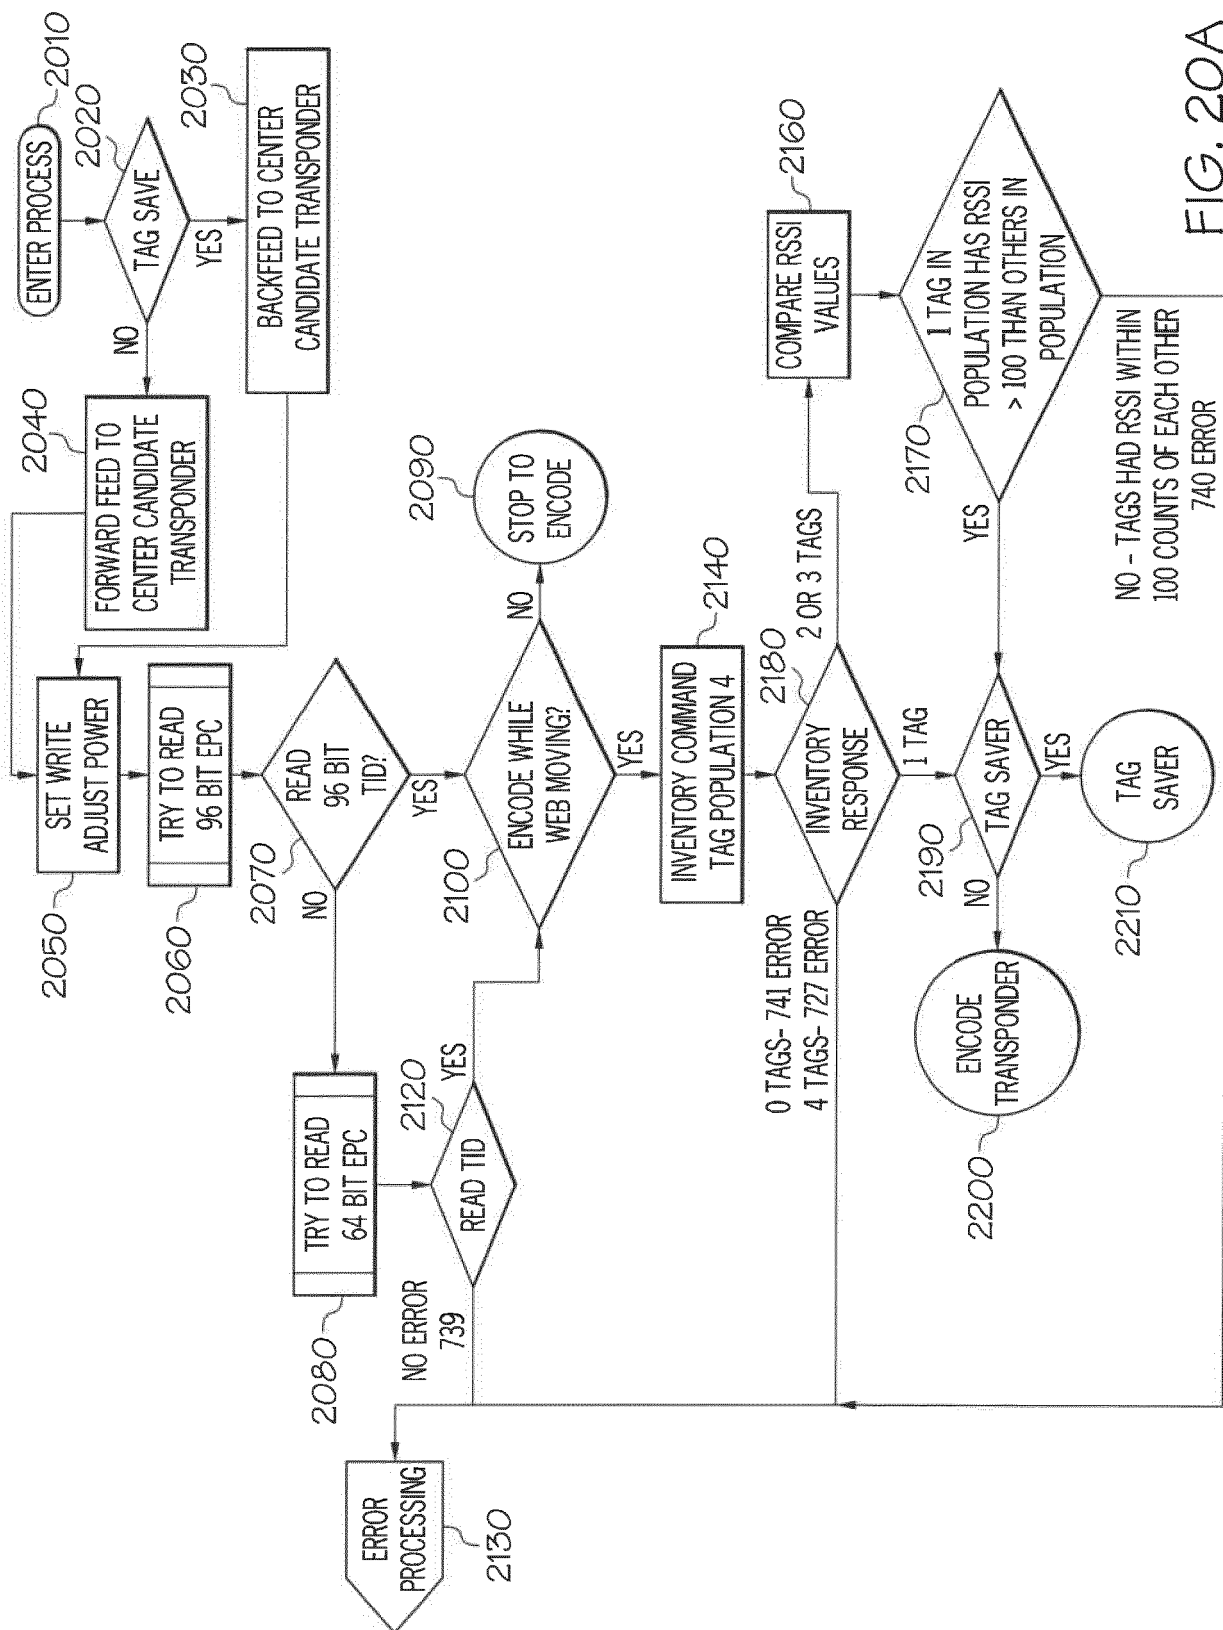 ENTER PROCESS
2010
TAG SAVE
2020
NO
YES
BACKFEED TO CENTER
CANDIDATE TRANSPONDER
2030
FORWARD FEED TO
CENTER CANDIDATE
TRANSPONDER
2040
SET WRITE
ADJUST POWER
2050
TRY TO READ
96 BIT EPC
2060
READ
96 BIT
TID?
2070
NO
YES
TRY TO READ
64 BIT EPC
2080
READ TID
2120
YES
NO ERROR
739
ERROR
PROCESSING
2130
ENCODE WHILE
WEB MOVING?
2100
NO
YES
STOP TO
ENCODE
2090
INVENTORY COMMAND
TAG POPULATION 4
2140
INVENTORY
RESPONSE
2180
0 TAGS- 741 ERROR
4 TAGS- 727 ERROR
1 TAG
2 OR 3 TAGS
COMPARE RSSI
VALUES
2160
1 TAG IN
POPULATION HAS RSSI
> 100 THAN OTHERS IN
POPULATION
2170
YES
NO - TAGS HAD RSSI WITHIN
100 COUNTS OF EACH OTHER
740 ERROR
TAG SAVER
2190
NO
YES
ENCODE
TRANSPONDER
2200
TAG
SAVER
2210
FIG. 20A